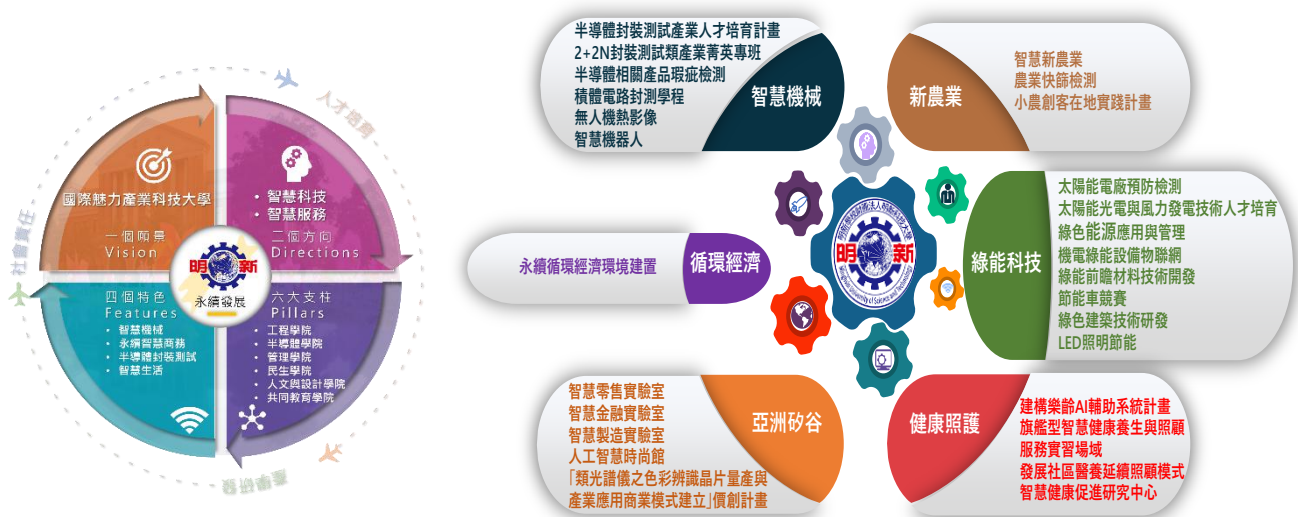 人才培育
社會責任
產學研發
國際魅力產業科技大學
一個願景
Vision
• 智慧科技
• 智慧服務
二個方向
Directions
明新
永續發展
四個特色
Features
• 智慧機械
• 永續智慧商務
• 半導體封裝測試
• 智慧生活
六大支柱
Pillars
• 工程學院
• 半導體學院
• 管理學院
• 民生學院
• 人文與設計學院
• 共同教育學院
半導體封裝測試產業人才培育計畫
2+2N封裝測試類產業菁英專班
半導體相關產品瑕疵檢測
積體電路封測學程
無人機熱影像
智慧機器人
智慧機械
新農業
智慧新農業
農業快篩檢測
小農創客在地實踐計畫
永續循環經濟環境建置
循環經濟
明新
Minghsin University of Science and Technology
綠能科技
太陽能電廠預防檢測
太陽能光電與風力發電技術人才培育
綠色能源應用與管理
機電綠能設備物聯網
綠能前瞻材料技術開發
節能車競賽
綠色建築技術研發
LED照明節能
智慧零售實驗室
智慧金融實驗室
智慧製造實驗室
人工智慧時尚館
「類光譜儀之色彩辨識晶片量產與
產業應用商業模式建立」價創計畫
亞洲矽谷
健康照護
建構樂齡AI輔助系統計畫
旗艦型智慧健康養生與照顧
服務實習場域
發展社區醫養延續照顧模式
智慧健康促進研究中心